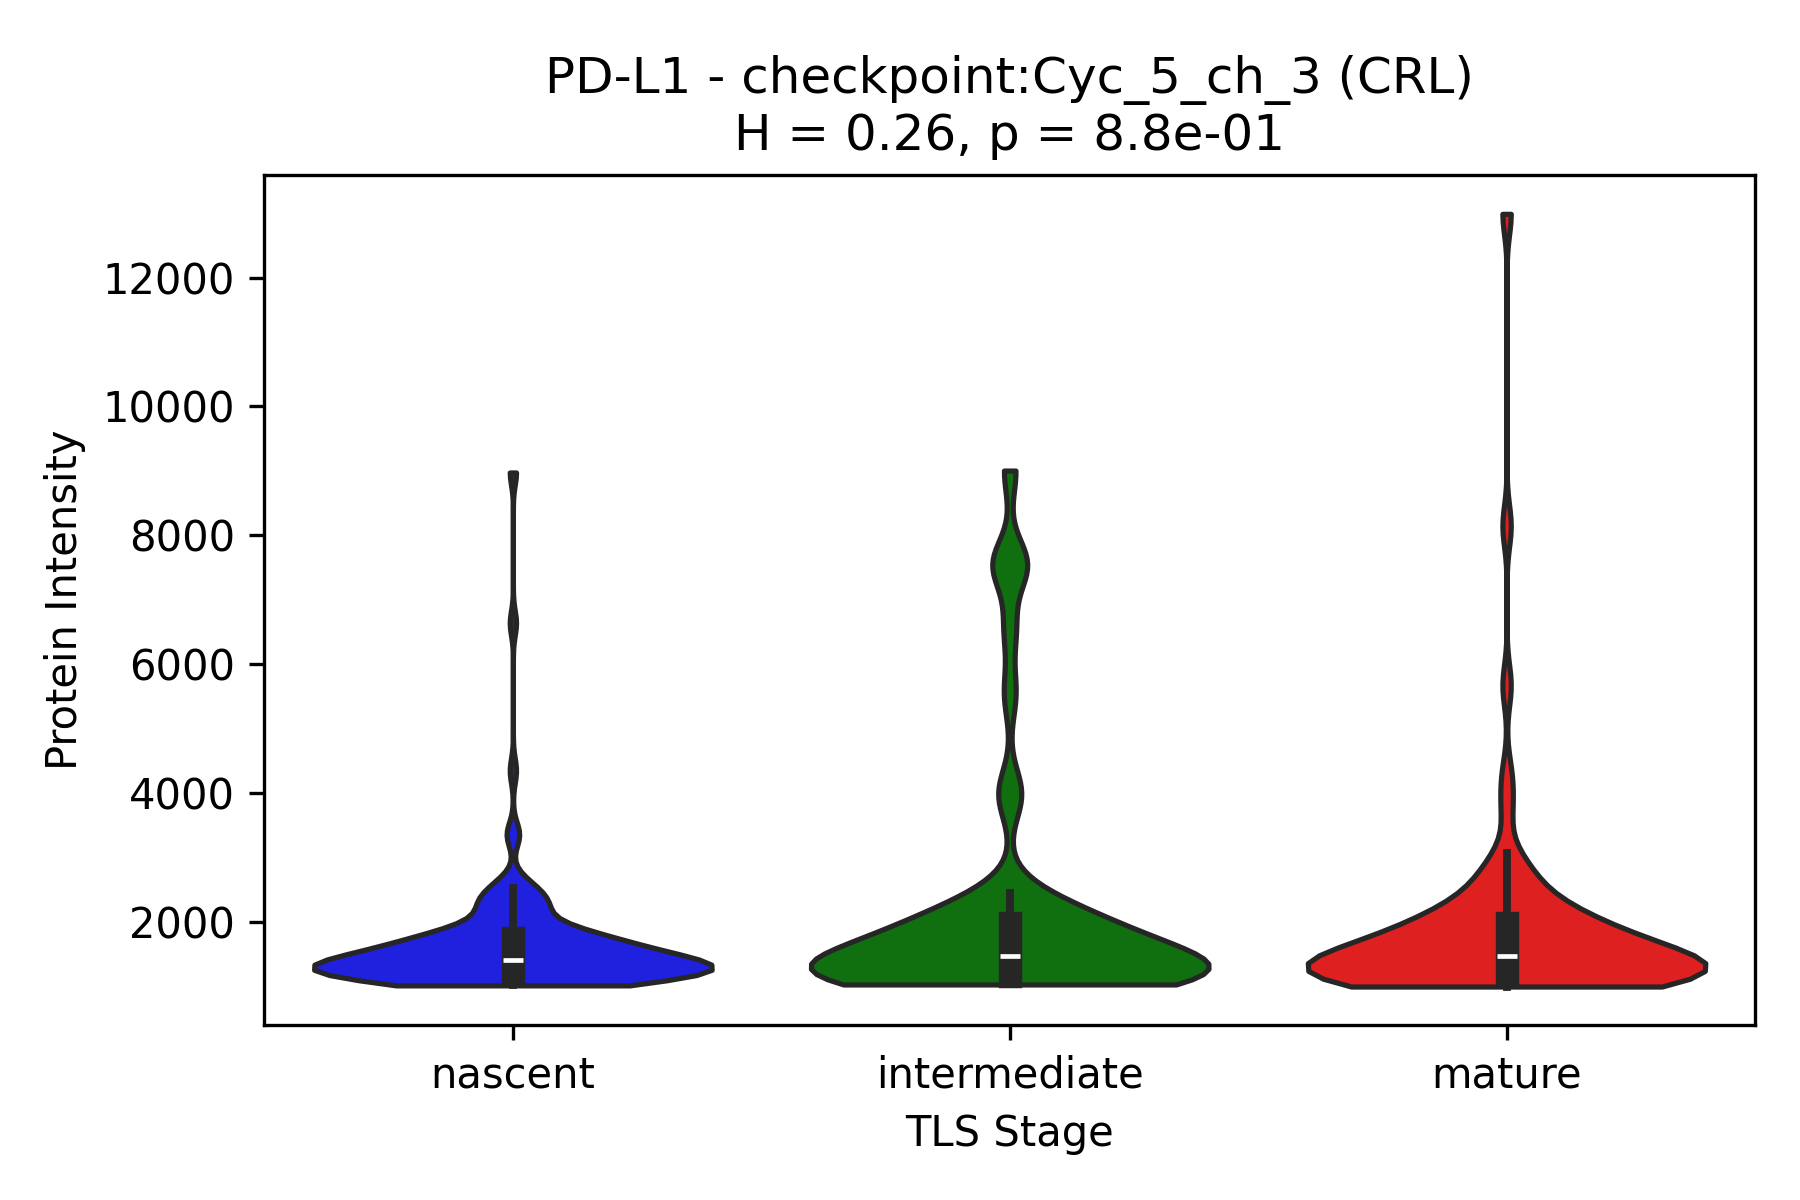 PD-L1 - checkpoint:Cyc_5_ch_3 (CRL)
H = 0.26, p = 8.8e-01
Protein Intensity
12000
10000
8000
6000
4000
2000
nascent intermediate mature
TLS Stage